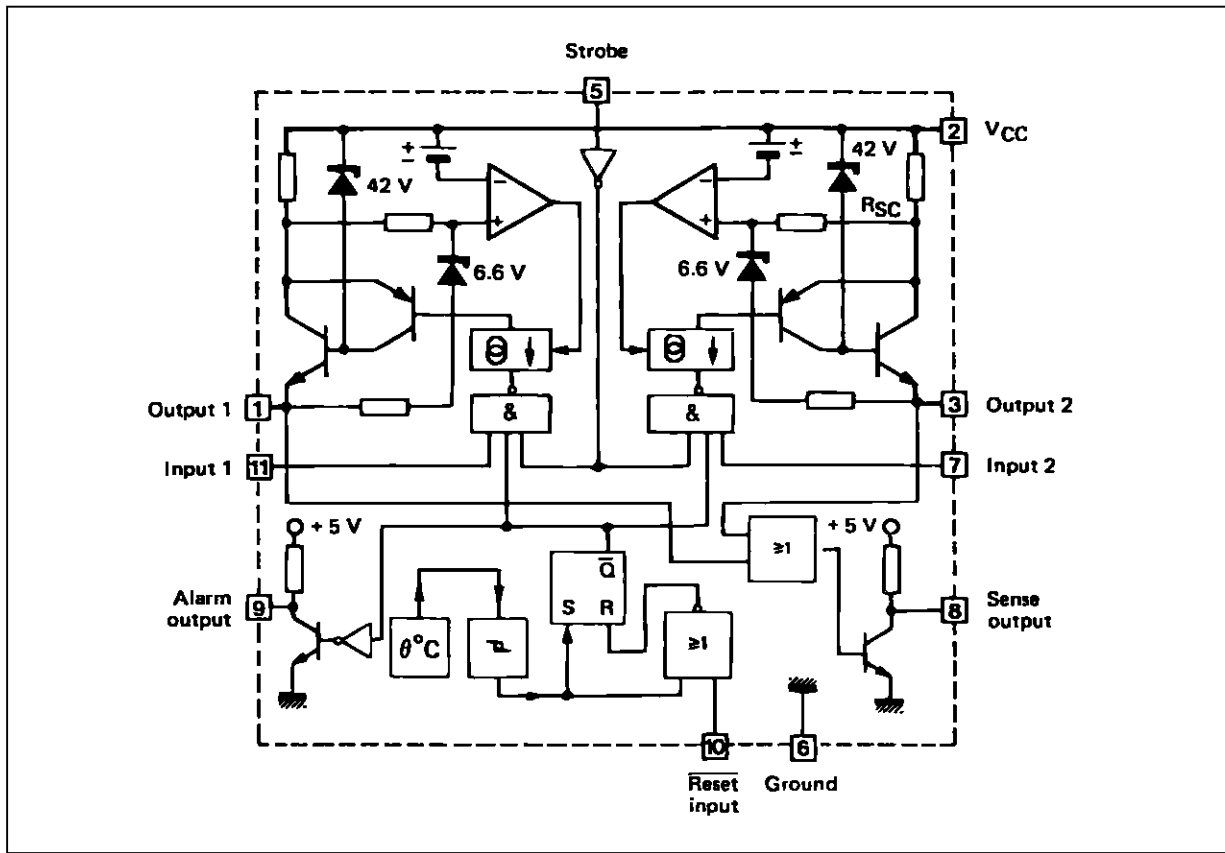 Strobe
5
2 VCC
42 V
42 V
+
−
+
−
−
+
−
+
RSC
6.6 V
6.6 V
Output 1 1
& &
3 Output 2
Input 1 11
7 Input 2
+ 5 V
+ 5 V
≥1
Q̅
Alarm output 9
S R
8 Sense output
θ°C
≥1
10 6
R̅e̅s̅e̅t̅ input
Ground